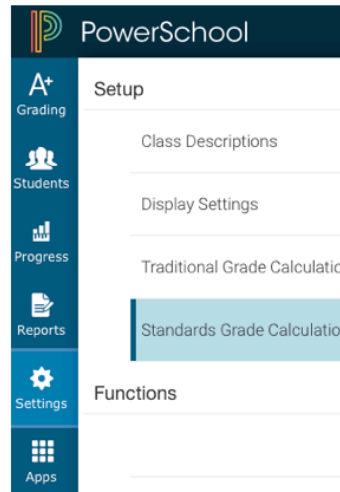 PowerSchool
A+
Grading
Students
Progress
Reports
Settings
Apps
Setup
Class Descriptions
Display Settings
Traditional Grade Calculatio
Standards Grade Calculatio
Functions